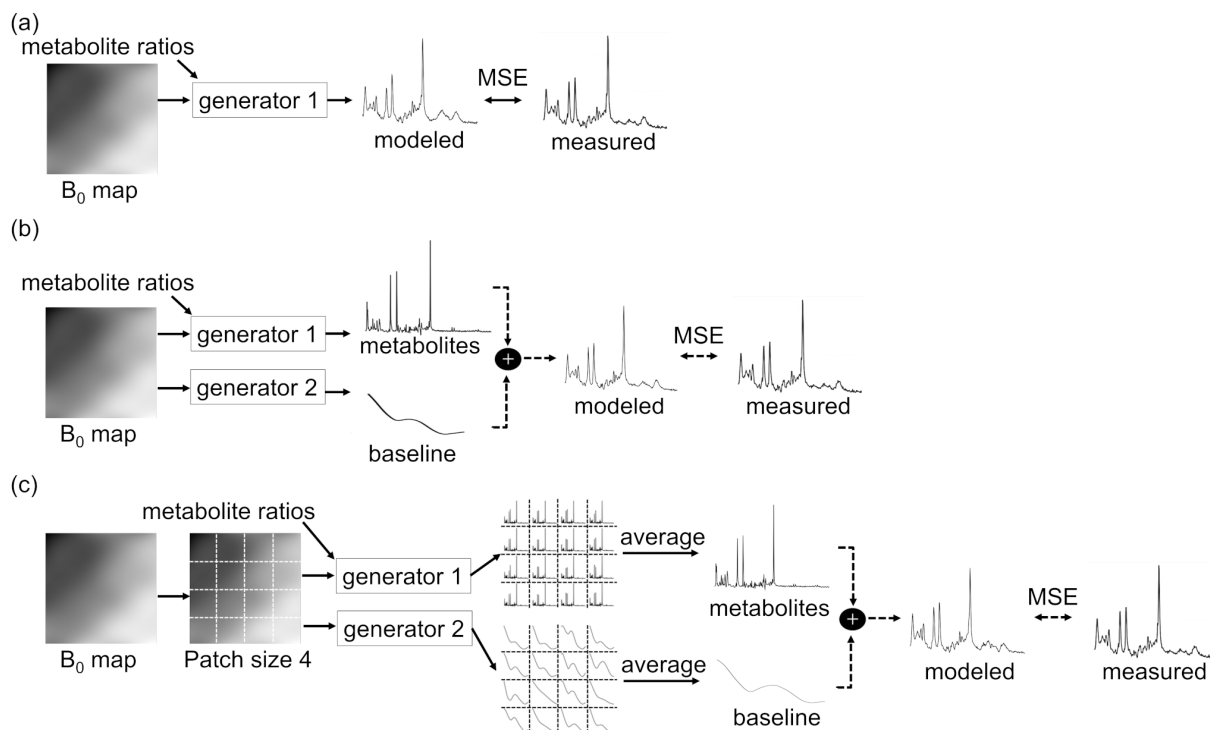 (a)
metabolite ratios
generator 1
MSE
modeled
measured
B₀ map
(b)
metabolite ratios
generator 1
metabolites
generator 2
+
MSE
modeled
measured
B₀ map
baseline
(c)
metabolite ratios
average
generator 1
metabolites
generator 2
+
MSE
B₀ map
Patch size 4
average
modeled
measured
baseline